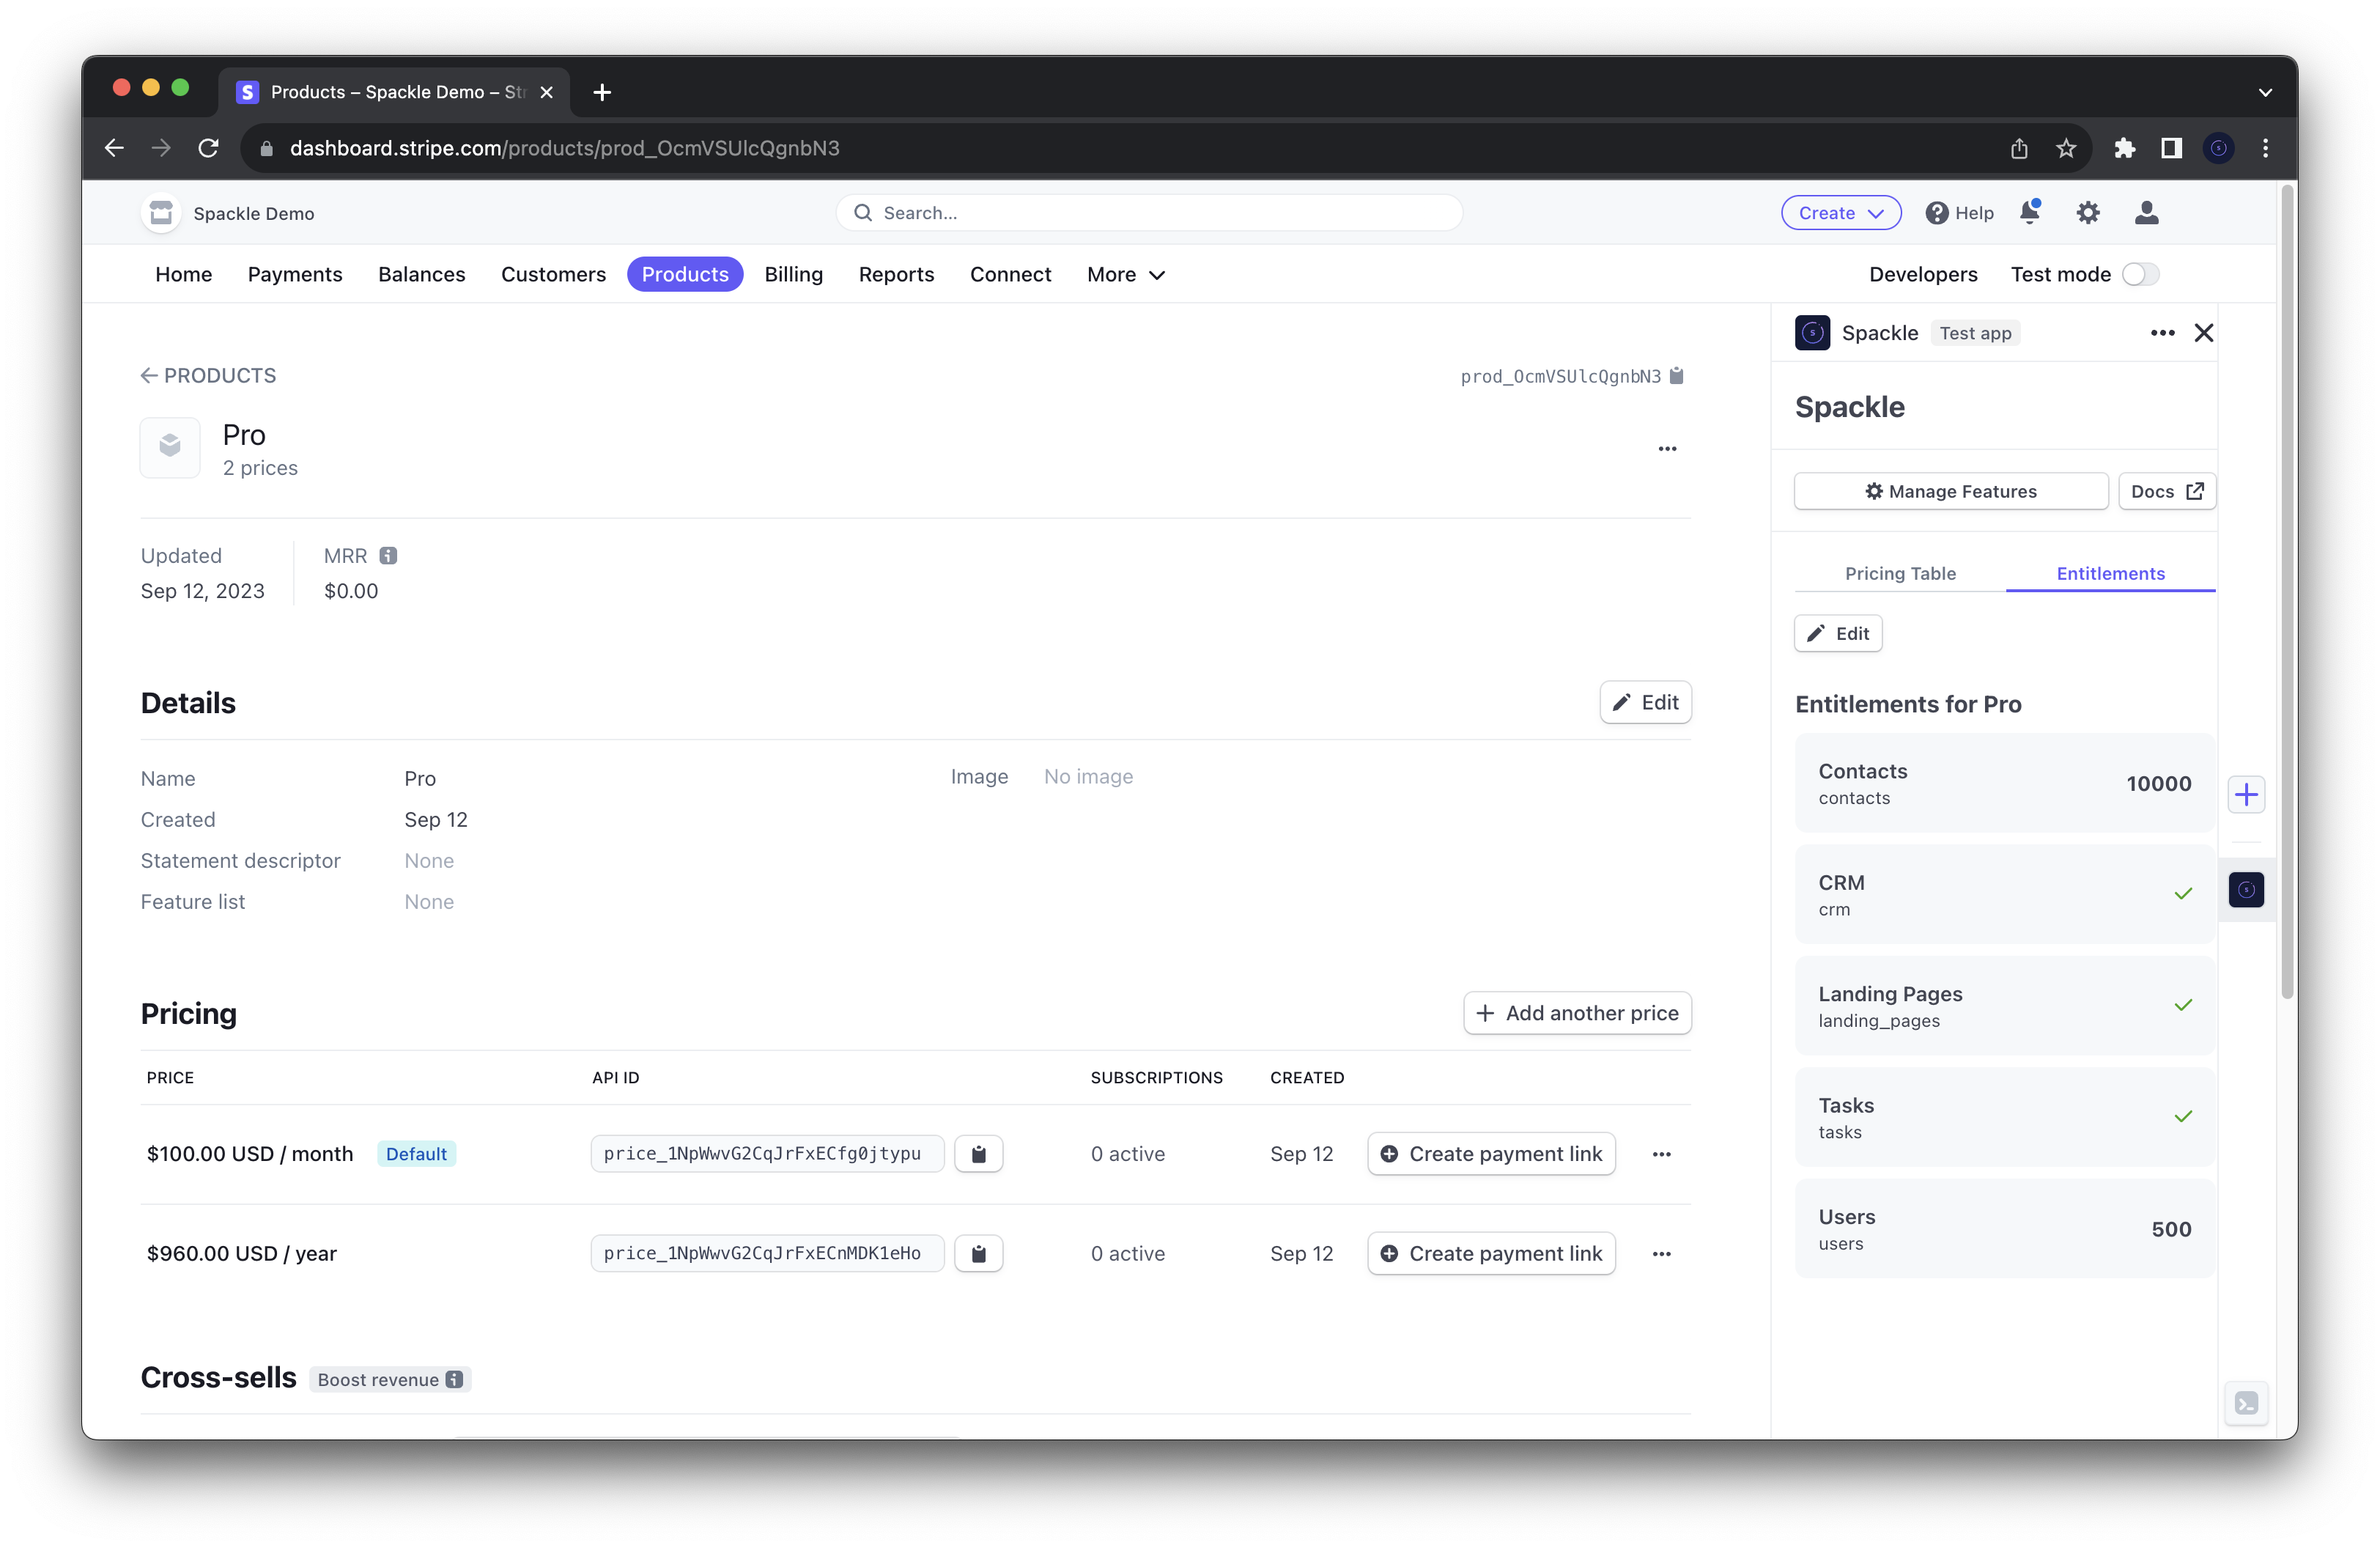 Products – Spackle Demo – Str
dashboard.stripe.com/products/prod_OcmVSUlcQgnbN3
Spackle Demo
Search...
Create
Help
Home
Payments
Balances
Customers
Products
Billing
Reports
Connect
More
Developers
Test mode
PRODUCTS
prod_OcmVSUlcQgnbN3
Pro
2 prices
Updated
Sep 12, 2023
MRR
$0.00
Details
Edit
Name
Pro
Image
No image
Created
Sep 12
Statement descriptor
None
Feature list
None
Pricing
Add another price
PRICE
API ID
SUBSCRIPTIONS
CREATED
$100.00 USD / month
Default
price_1NpWwvG2CqJrFxECfg0jtypu
0 active
Sep 12
Create payment link
$960.00 USD / year
price_1NpWwvG2CqJrFxECnMDK1eHo
0 active
Sep 12
Create payment link
Cross-sells
Boost revenue
Spackle
Test app
Spackle
Manage Features
Docs
Pricing Table
Entitlements
Edit
Entitlements for Pro
Contacts
contacts
10000
CRM
crm
Landing Pages
landing_pages
Tasks
tasks
Users
users
500